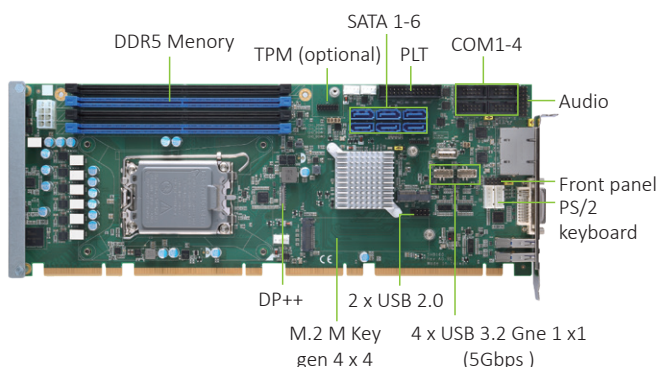 SATA 1-6
DDR5 Menory
TPM (optional)
PLT
COM1-4
Audio
Front panel
PS/2
keyboard
DP++
2 x USB 2.0
M.2 M Key
gen 4 x 4
4 x USB 3.2 Gne 1 x1
(5Gbps )
CE